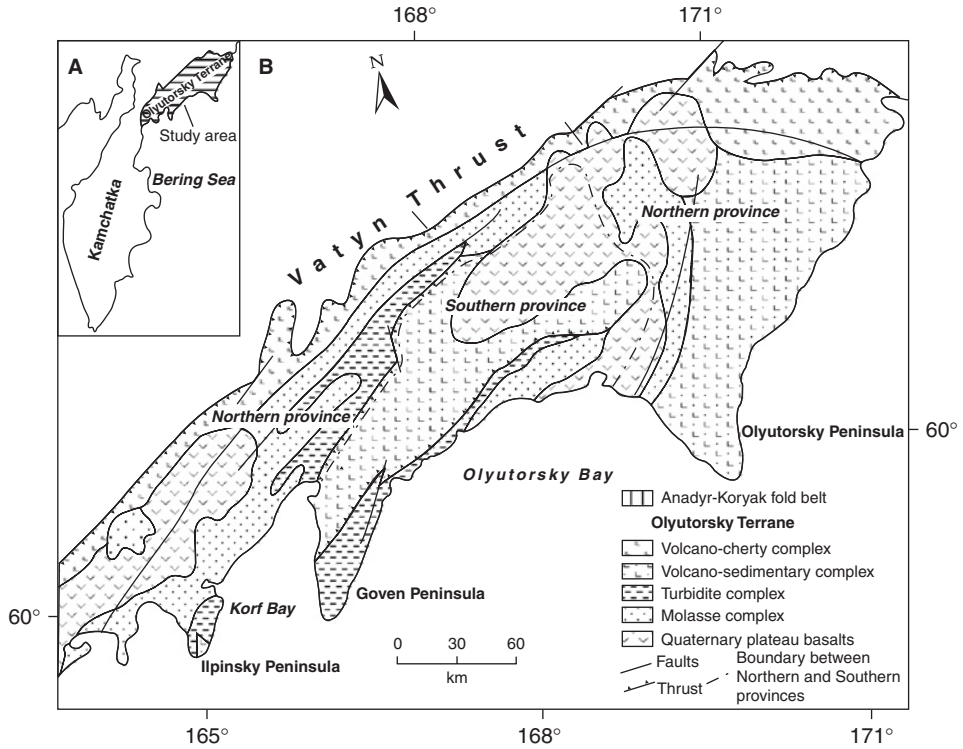 168°
171°
A
B
N
Olyutorsky Terrane
Study area
Bering Sea
Kamchatka
Vatyn Thrust
Northern province
Southern province
Northern province
Olyutorsky Peninsula
60°
Olyutorsky Bay
Anadyr-Koryak fold belt
Olyutorsky Terrane
Volcano-cherty complex
Volcano-sedimentary complex
Turbidite complex
Molasse complex
Quaternary plateau basalts
Faults
Thrust
Boundary between
Northern and Southern
provinces
Goven Peninsula
Korf Bay
60°
Ilpinsky Peninsula
0 30 60
km
165°
168°
171°